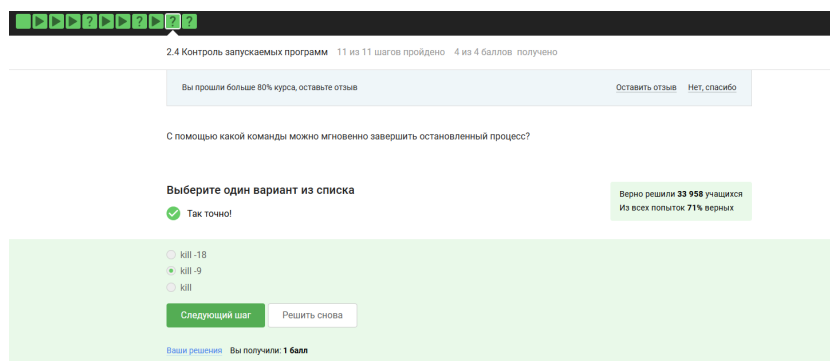 ? ? ? ?
2.4 Контроль запускаемых программ 11 из 11 шагов пройдено 4 из 4 баллов получено
Вы прошли больше 80% курса, оставьте отзыв Оставить отзыв Нет, спасибо
С помощью какой команды можно мгновенно завершить остановленный процесс?
Выберите один вариант из списка
Так точно!
Верно решили 33 958 учащихся
Из всех попыток 71% верных
kill -18
kill -9
kill
Следующий шаг Решить снова
Ваши решения Вы получили: 1 балл